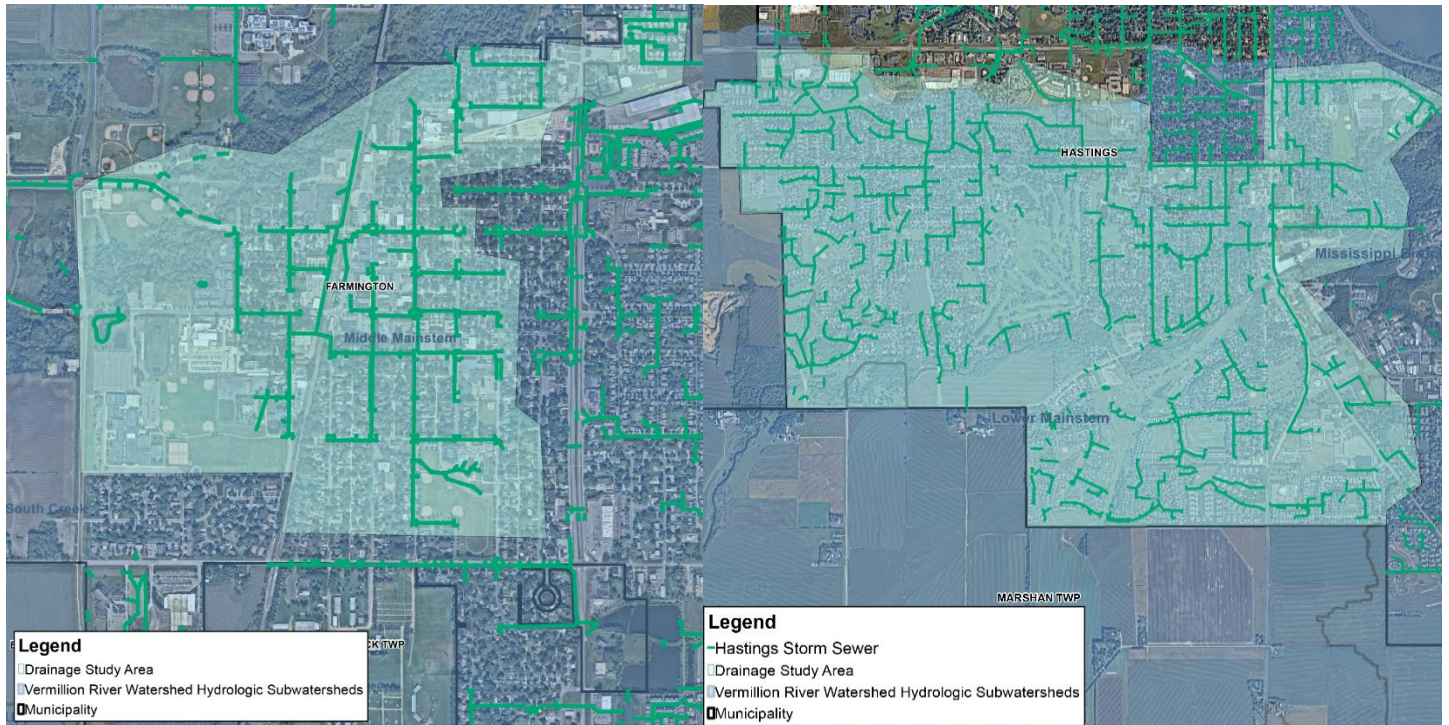 FARMINGTON
Middle Mainstem
South Creek
CK TWP
Legend
Drainage Study Area
Vermillion River Watershed Hydrologic Subwatersheds
Municipality
HASTINGS
Lower Mainstem
MARSHAN TWP
Legend
Hastings Storm Sewer
Drainage Study Area
Vermillion River Watershed Hydrologic Subwatersheds
Municipality